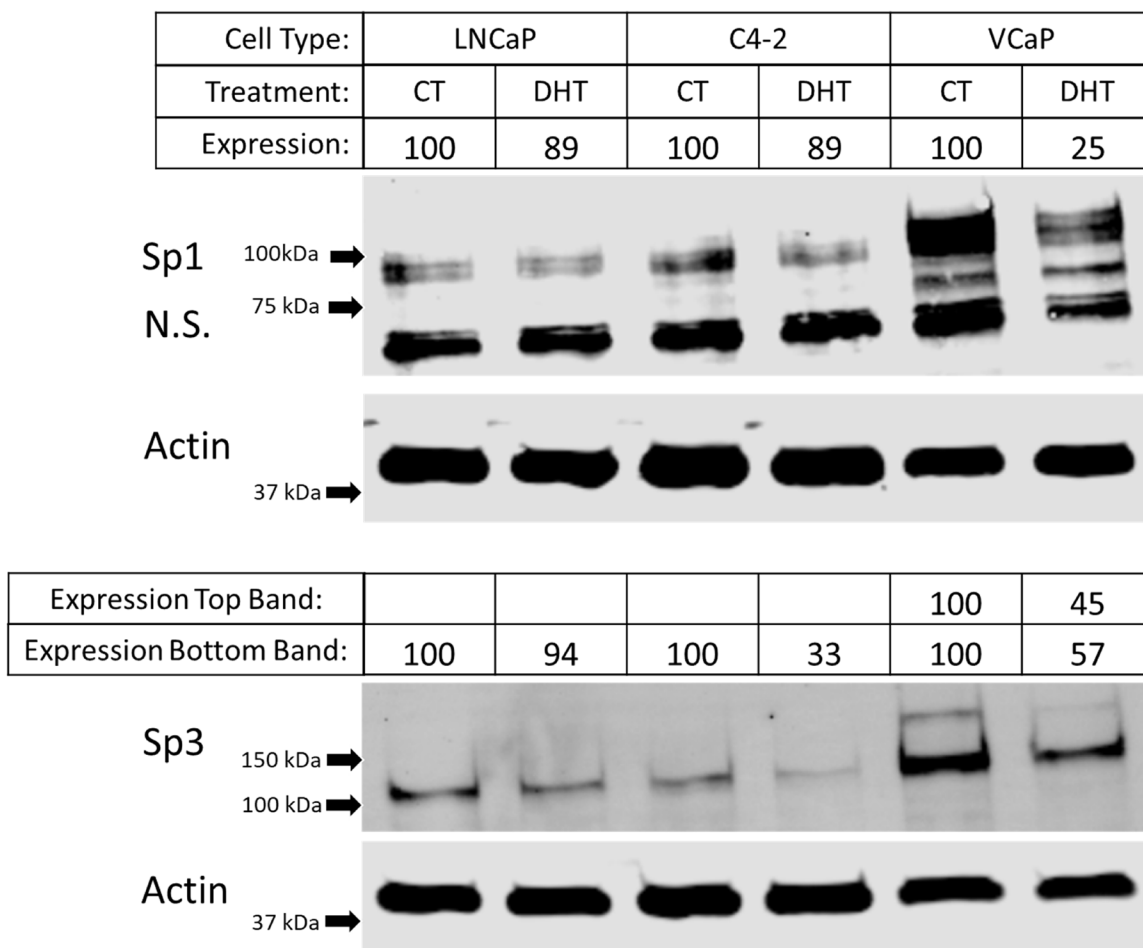 Cell Type: LNCaP C4-2 VCaP
Treatment: CT DHT CT DHT CT DHT
Expression: 100 89 100 89 100 25
Sp1 100kDa
75 kDa
N.S.
Actin
37 kDa
Expression Top Band: 100 45
Expression Bottom Band: 100 94 100 33 100 57
Sp3 150 kDa
100 kDa
Actin
37 kDa